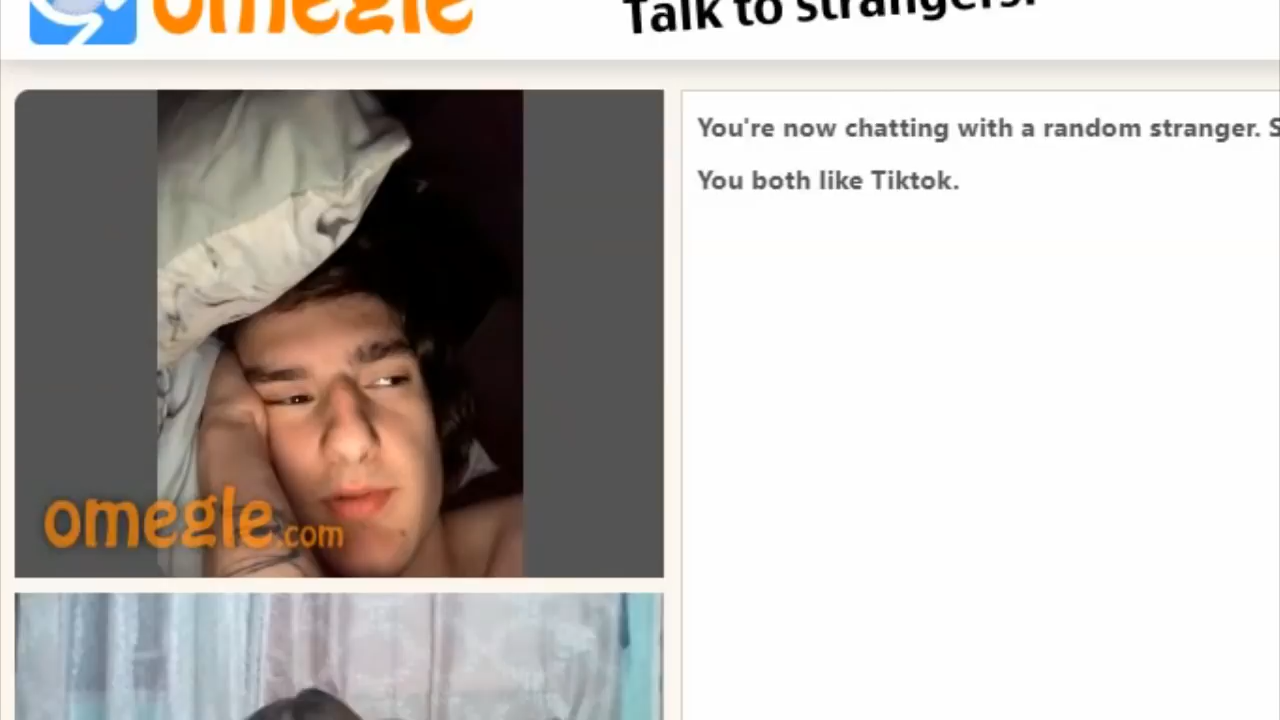 omegle
Talk to strangers!
You're now chatting with a random stranger. S
You both like Tiktok.
omegle.com